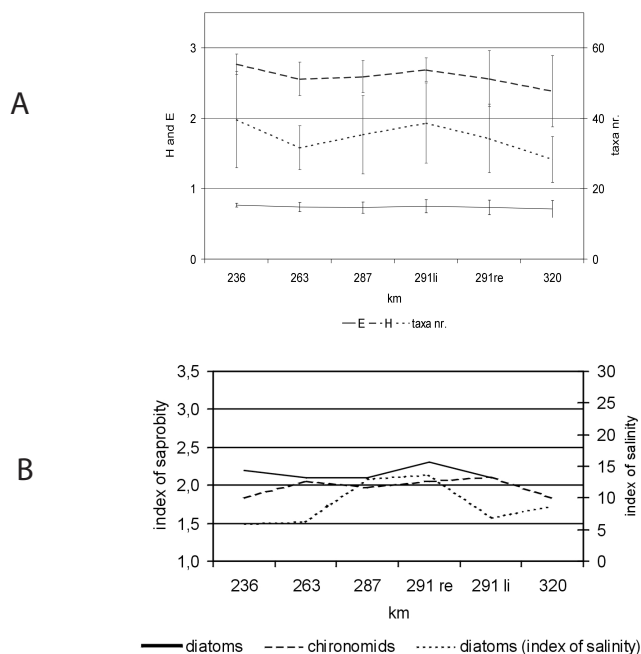 A
H and E
taxa nr.
3
2
1
0
60
40
20
0
236 263 287 291li 291re 320
km
E H taxa nr.
B
index of saprobity
index of salinity
3,5
3,0
2,5
2,0
1,5
1,0
30
25
20
15
10
5
0
236 263 287 291 re 291 li 320
km
diatoms chironomids diatoms (index of salinity)